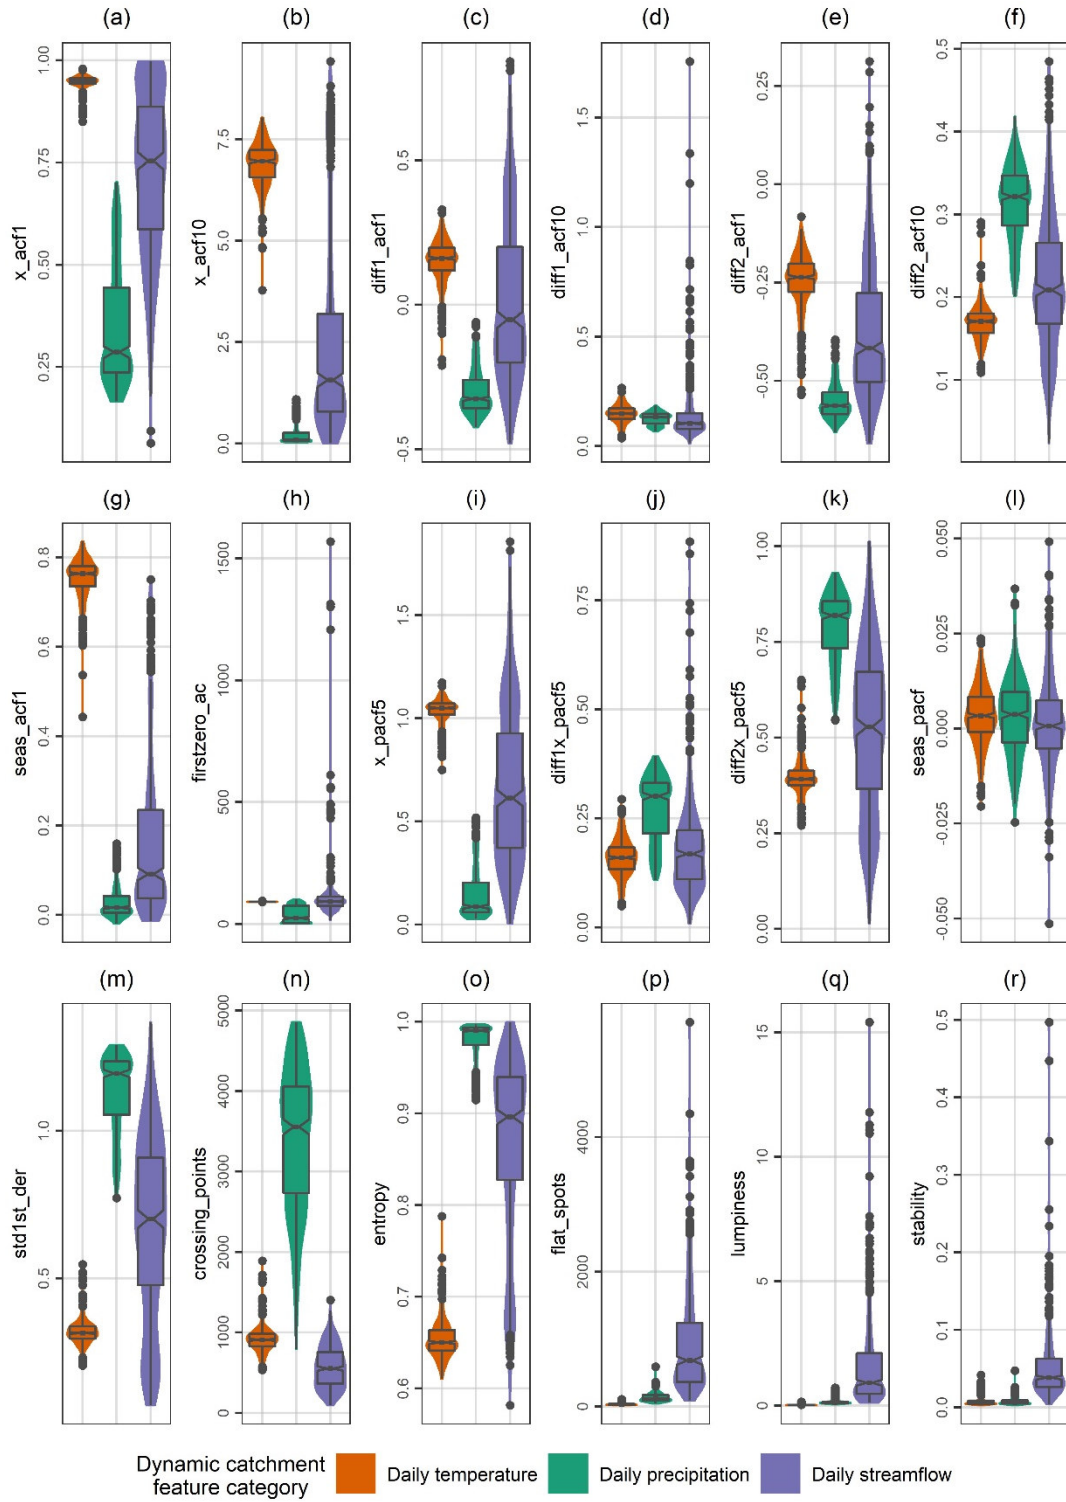 (a) (b) (c) (d) (e) (f)
x_acf1
0.25 0.50 0.75 1.00
x_acf10
0.0 2.5 5.0 7.5
diff1_acf1
-0.5 0.0 0.5
diff1_acf10
0.0 0.5 1.0 1.5
diff2_acf1
-0.50 -0.25 0.00 0.25
diff2_acf10
0.1 0.2 0.3 0.4 0.5
(g) (h) (i) (j) (k) (l)
seas_acf1
0.0 0.2 0.4 0.6 0.8
firstzero_ac
0 500 1000 1500
x_pacf5
0.0 0.5 1.0 1.5
diff1x_pacf5
0.00 0.25 0.50 0.75
diff2x_pacf5
0.00 0.25 0.50 0.75 1.00
seas_pacf
-0.050 -0.025 0.000 0.025 0.050
(m) (n) (o) (p) (q) (r)
std1st_der
0.5 1.0
crossing_points
0 1000 2000 3000 4000 5000
entropy
0.6 0.7 0.8 0.9 1.0
flat_spots
0 2000 4000
lumpiness
0 5 10 15
stability
0.0 0.1 0.2 0.3 0.4 0.5
Dynamic catchment
feature category
Daily temperature
Daily precipitation
Daily streamflow